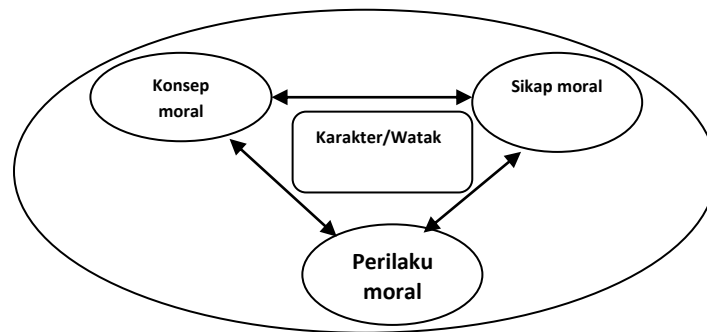 Konsep
moral
Sikap moral
Karakter/Watak
Perilaku
moral